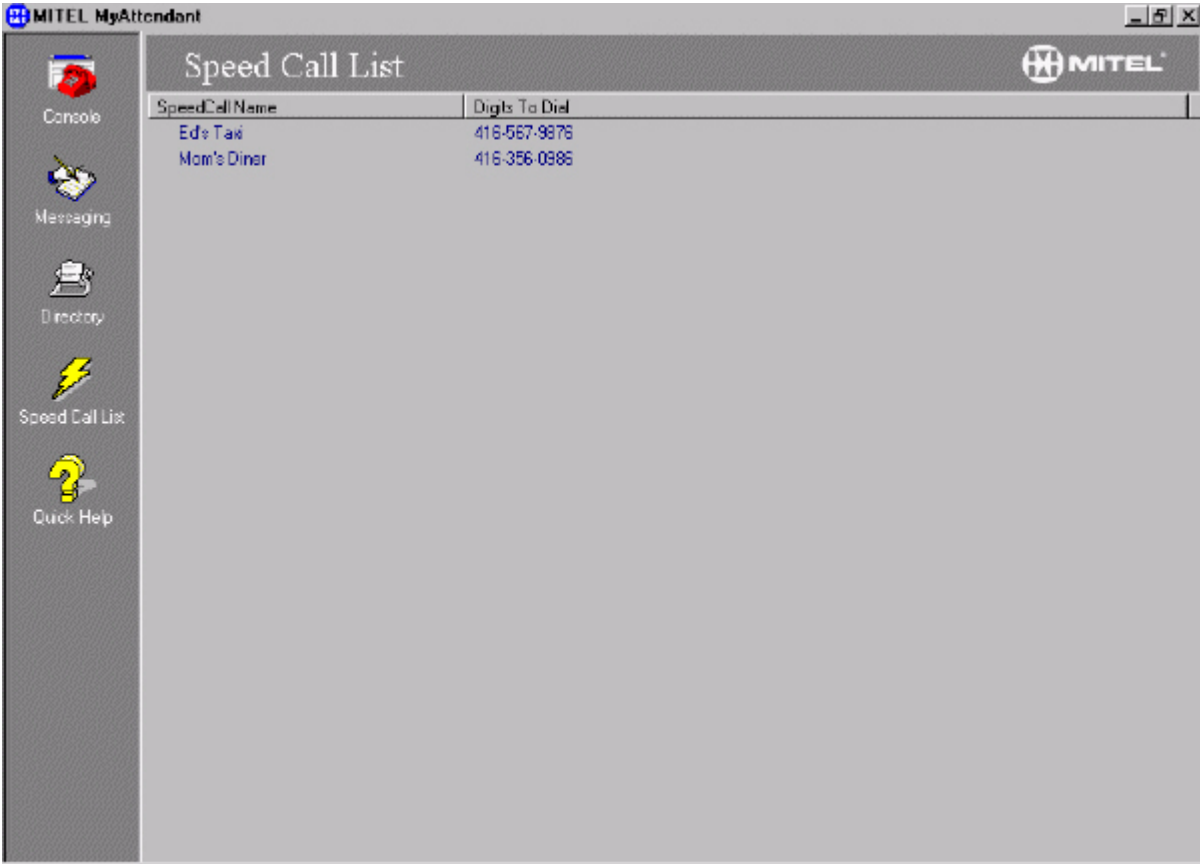 MITEL MyAttendant
Speed Call List
MITEL
SpeedCall Name Digits To Dial
Ed's Taxi 416-567-9876
Mom's Diner 416-356-0986
Console
Messaging
Directory
Speed Call List
Quick Help